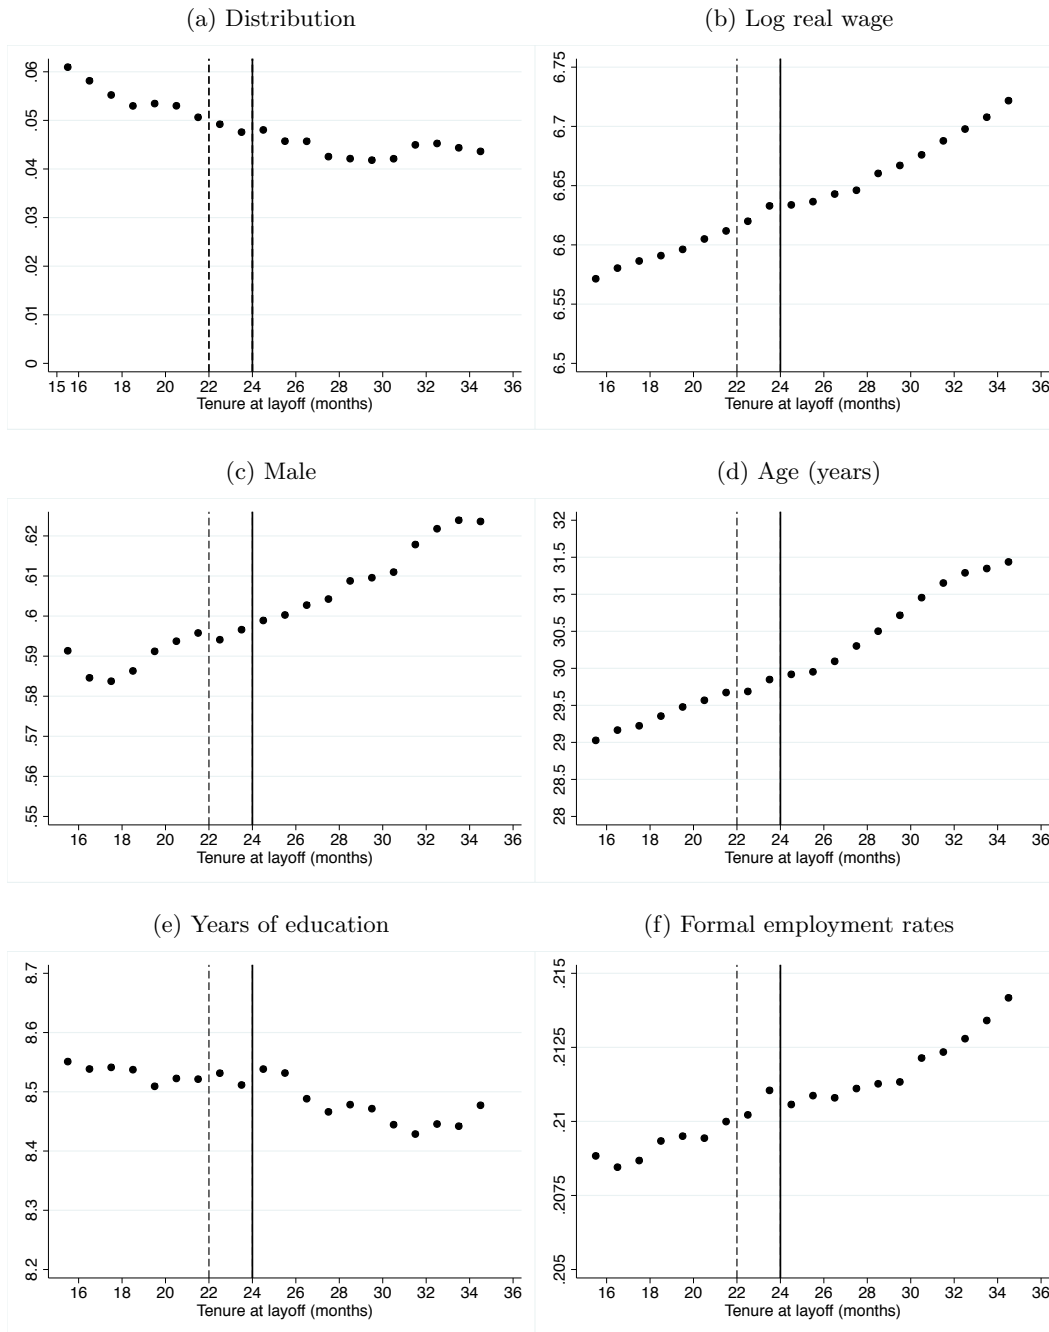 (a) Distribution
.06
.05
.04
.03
.02
.01
0
15 16 18 20 22 24 26 28 30 32 34 36
Tenure at layoff (months)
(b) Log real wage
6.75
6.7
6.65
6.6
6.55
6.5
16 18 20 22 24 26 28 30 32 34 36
Tenure at layoff (months)
(c) Male
.62
.61
.6
.59
.58
.57
.56
.55
16 18 20 22 24 26 28 30 32 34 36
Tenure at layoff (months)
(d) Age (years)
32
31.5
31
30.5
30
29.5
29
28.5
28
16 18 20 22 24 26 28 30 32 34 36
Tenure at layoff (months)
(e) Years of education
8.7
8.6
8.5
8.4
8.3
8.2
16 18 20 22 24 26 28 30 32 34 36
Tenure at layoff (months)
(f) Formal employment rates
.215
.2125
.21
.2075
.205
16 18 20 22 24 26 28 30 32 34 36
Tenure at layoff (months)